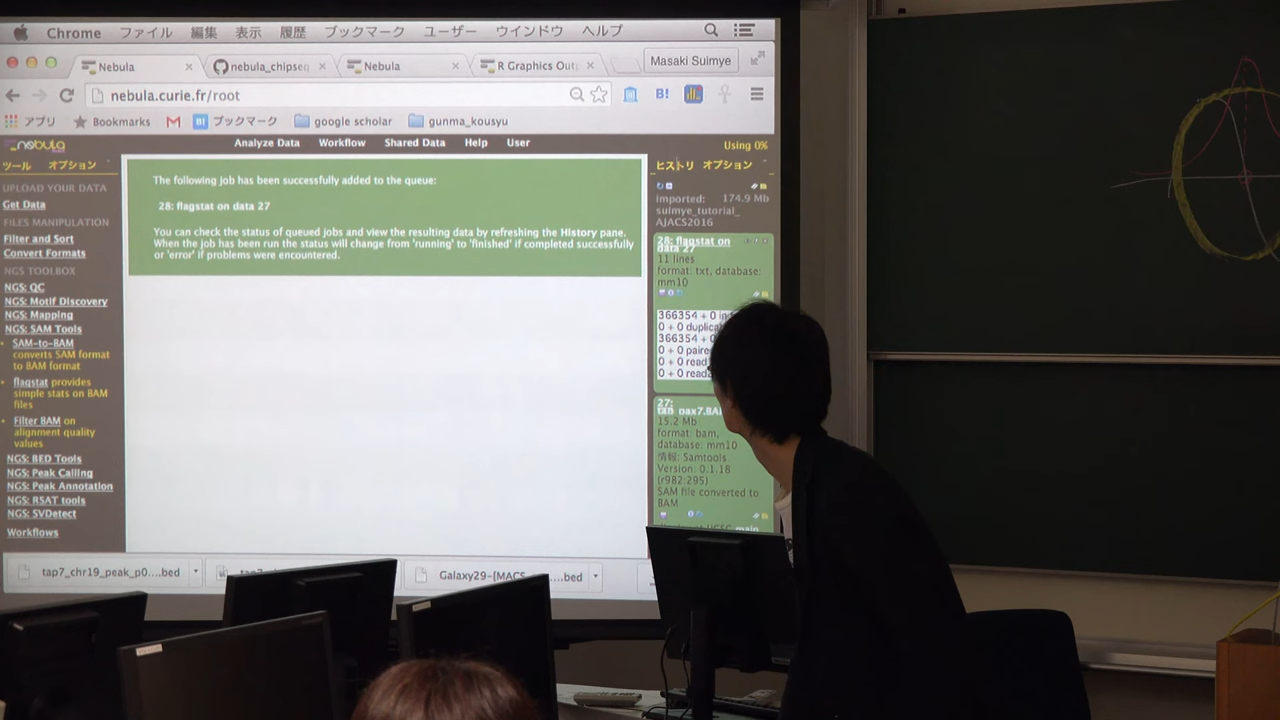 Chrome ファイル 編集 表示 履歴 ブックマーク ユーザー ウインドウ ヘルプ
Nebula nebula_chipseq Nebula R Graphics Out Masaki Suimye
nebula.curie.fr/root
アプリ Bookmarks B! ブックマーク google scholar gunma_kousyu
nebula Analyze Data Workflow Shared Data Help User Using 0%
ツール オプション
UPLOAD YOUR DATA
Get Data
FILES MANIPULATION
Filter and Sort
Convert Formats
NGS TOOLBOX
NGS: QC
NGS: Motif Discovery
NGS: Mapping
NGS: SAM Tools
SAM-to-BAM
converts SAM format
to BAM format
flagstat provides
simple stats on BAM
files
Filter BAM on
alignment quality
values
NGS: BED Tools
NGS: Peak Calling
NGS: Peak Annotation
NGS: RSAT tools
NGS: SVDetect
Workflows
The following job has been successfully added to the queue:
28: flagstat on data 27
You can check the status of queued jobs and view the resulting data by refreshing the History pane.
When the job has been run the status will change from 'running' to 'finished' if completed successfully
or 'error' if problems were encountered.
ヒストリ オプション
imported: 174.9 Mb
suimye_tutorial_
AJACS2016
28: flagstat on
data 27
11 lines
format: txt, database:
mm10
366354 + 0 in
0 + 0 duplica
366354 + 0
0 + 0 paire
0 + 0 read
0 + 0 read2
27:
tap_pax7.BA
15.2 Mb
format: bam,
database: mm10
情報: Samtools
Version: 0.1.18
(r982:295)
SAM file converted to
BAM
main
tap7_chr19_peak_p0....bed Galaxy29-[MACS ....bed